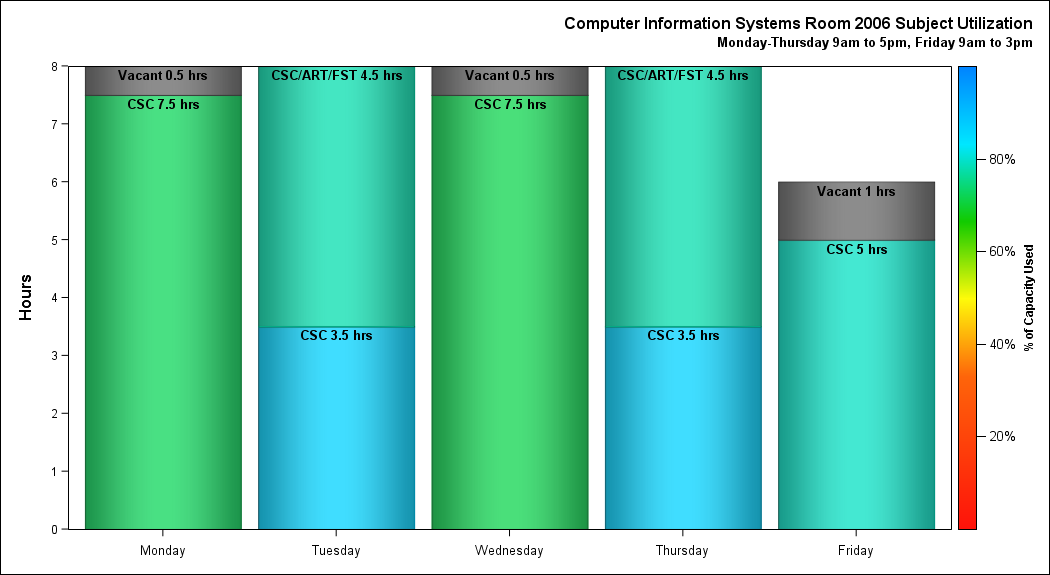 Computer Information Systems Room 2006 Subject Utilization
Monday-Thursday 9am to 5pm, Friday 9am to 3pm
Hours
8
7
6
5
4
3
2
1
0
Vacant 0.5 hrs
CSC 7.5 hrs
CSC/ART/FST 4.5 hrs
CSC 3.5 hrs
Vacant 0.5 hrs
CSC 7.5 hrs
CSC/ART/FST 4.5 hrs
CSC 3.5 hrs
Vacant 1 hrs
CSC 5 hrs
Monday
Tuesday
Wednesday
Thursday
Friday
80%
60%
40%
20%
% of Capacity Used